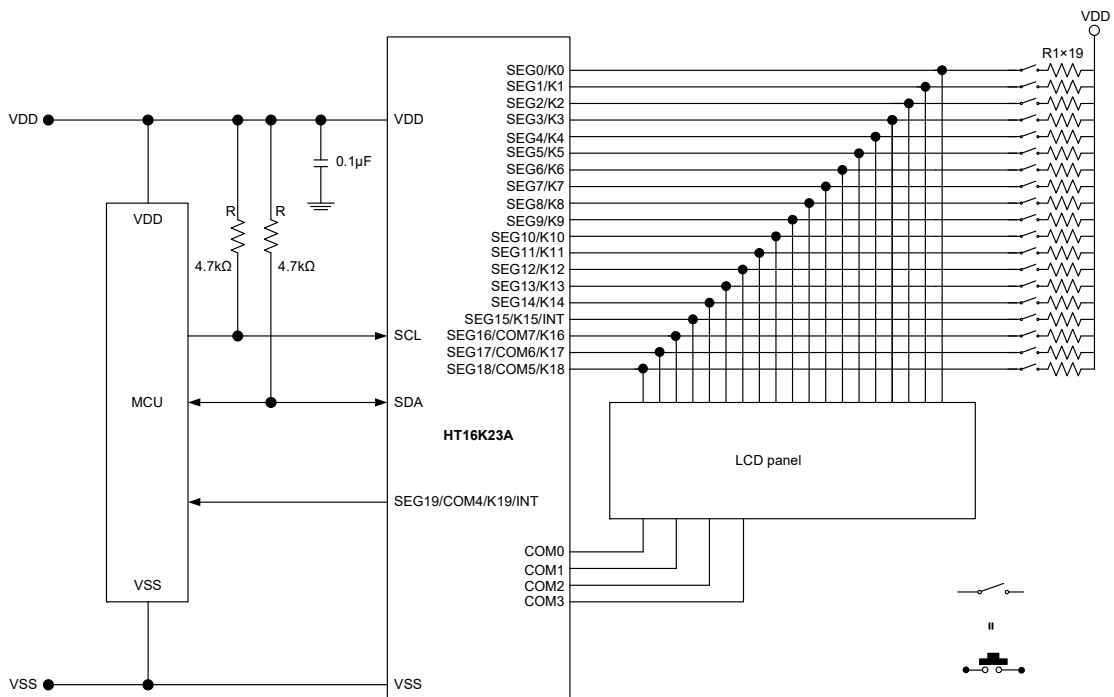 VDD
R1×19
SEG0/K0
SEG1/K1
SEG2/K2
SEG3/K3
SEG4/K4
SEG5/K5
SEG6/K6
SEG7/K7
SEG8/K8
SEG9/K9
SEG10/K10
SEG11/K11
SEG12/K12
SEG13/K13
SEG14/K14
SEG15/K15/INT
SEG16/COM7/K16
SEG17/COM6/K17
SEG18/COM5/K18
VDD
VDD
0.1µF
VDD
R
R
4.7kΩ
4.7kΩ
SCL
MCU
SDA
HT16K23A
LCD panel
SEG19/COM4/K19/INT
COM0
COM1
COM2
COM3
VSS
=
VSS
VSS